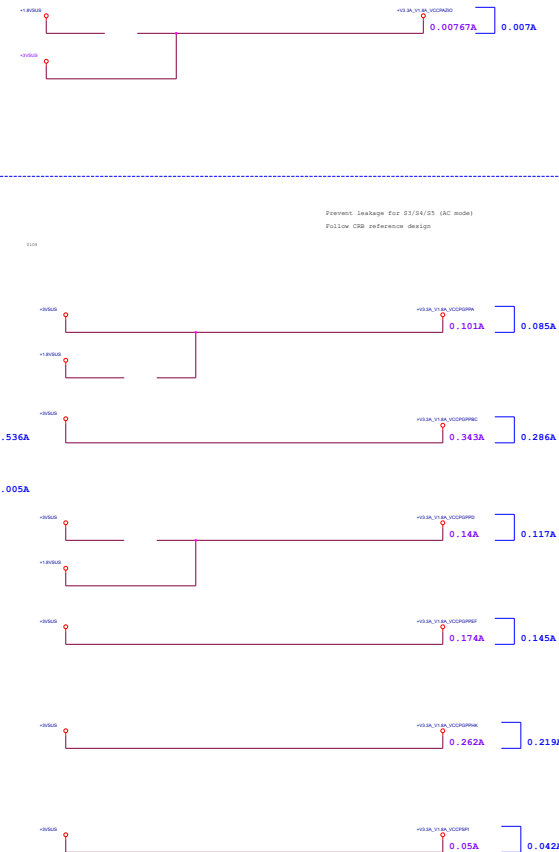 +1.8VSUS
+V3.3A_V1.8A_VCCPAZIO
0.00767A
0.007A
+3VSUS
Prevent leakage for S3/S4/S5 (AC mode)
Follow CRB reference design
+3VSUS
+V3.3A_V1.8A_VCCPGPPA
0.101A
0.085A
+1.8VSUS
+3VSUS
+V3.3A_V1.8A_VCCPGPPBC
.536A
0.343A
0.286A
.005A
+3VSUS
+V3.3A_V1.8A_VCCPGPPD
0.14A
0.117A
+1.8VSUS
+3VSUS
+V3.3A_V1.8A_VCCPGPPEF
0.174A
0.145A
+3VSUS
+V3.3A_V1.8A_VCCPGPPHK
0.262A
0.219A
+3VSUS
+V3.3A_V1.8A_VCCPSPI
0.05A
0.042A